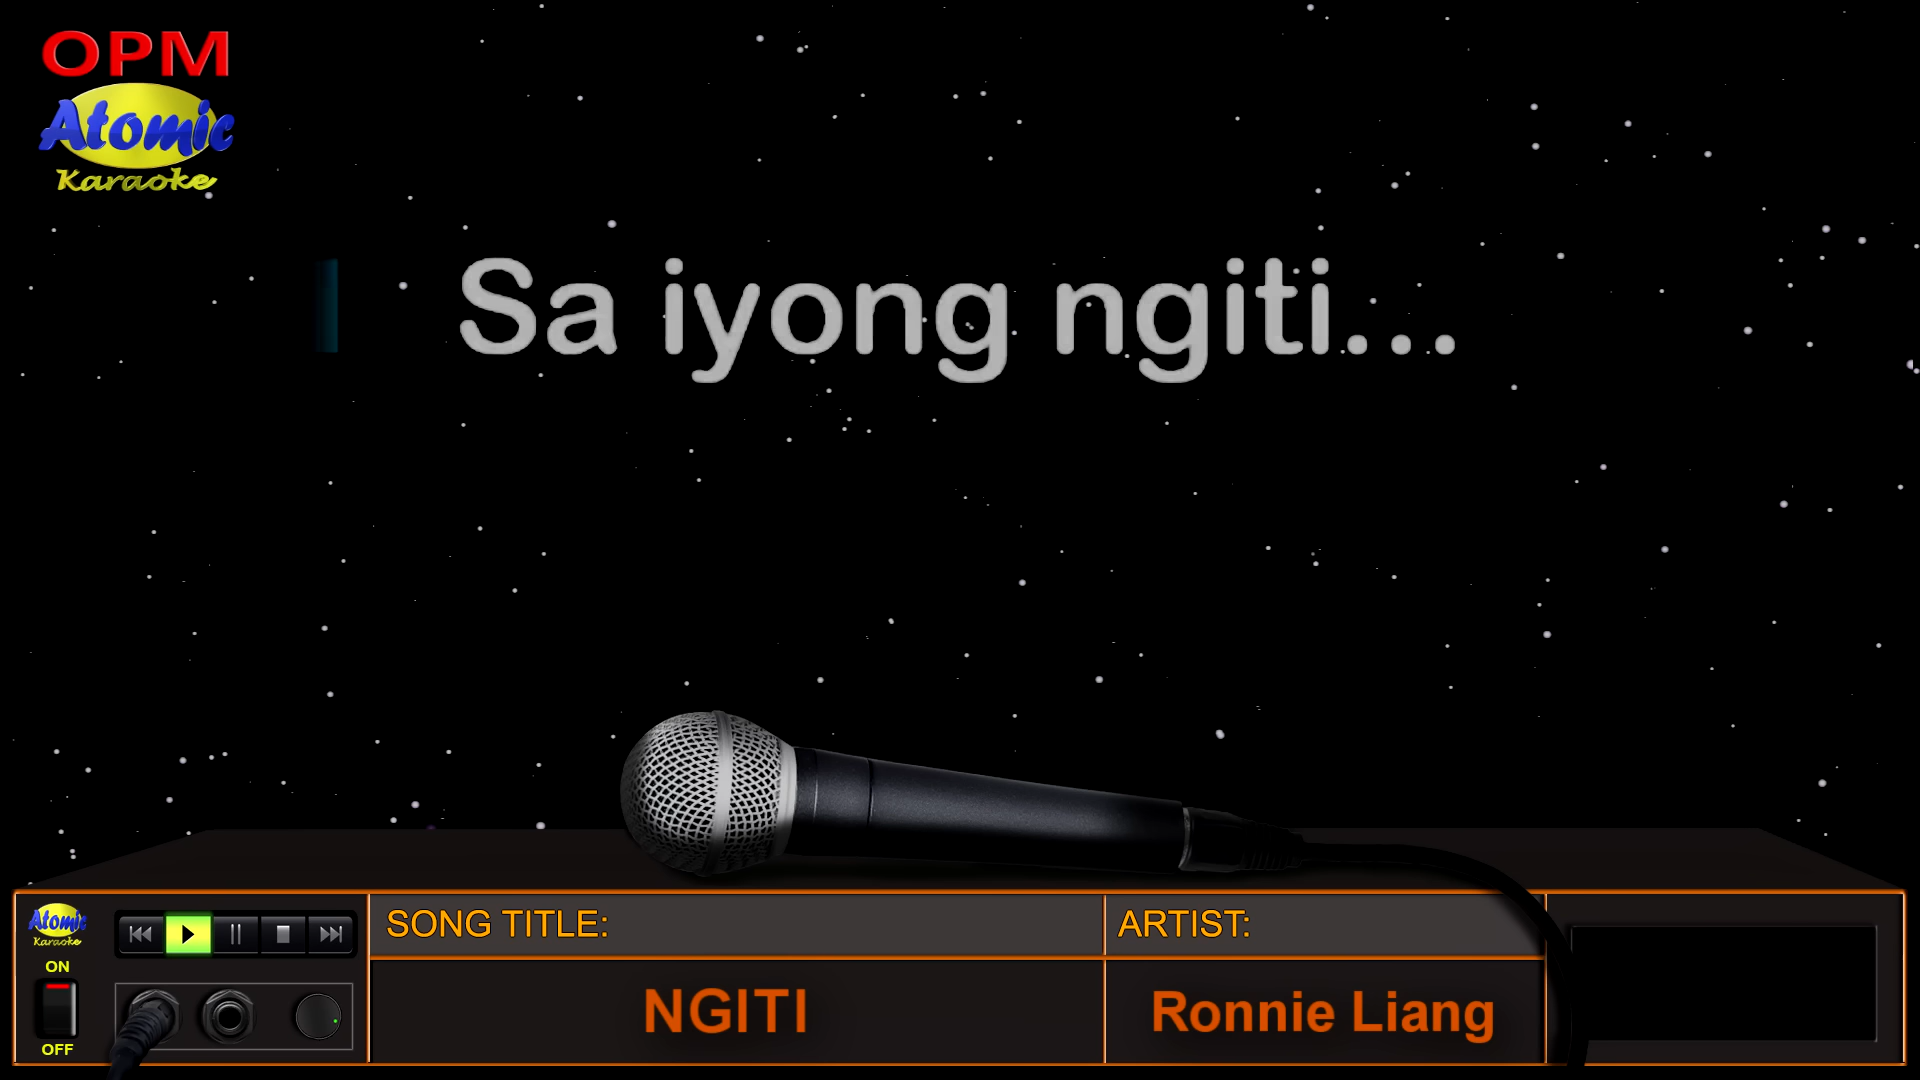 OPM
Atomic
Karaoke
Sa iyong ngiti...
Atomic
Karaoke
ON
OFF
SONG TITLE:
NGITI
ARTIST:
Ronnie Liang